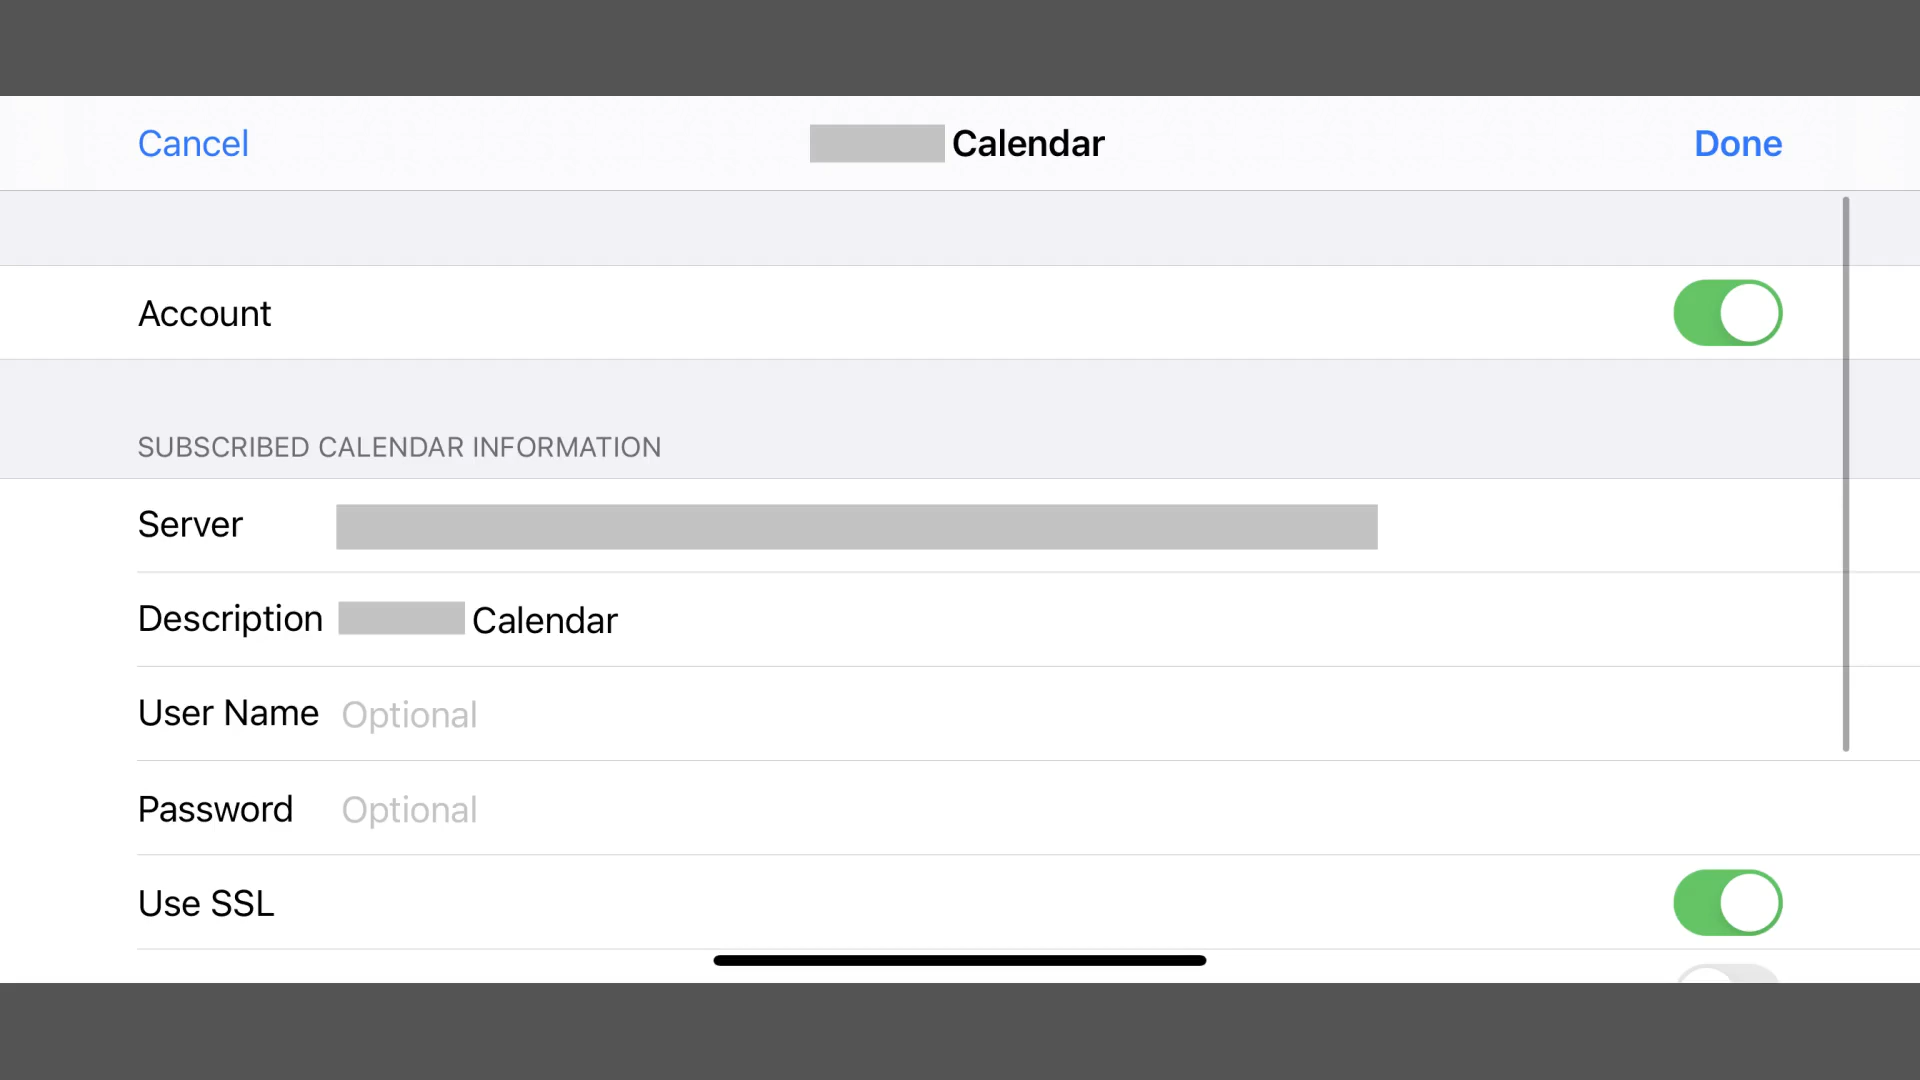 Cancel Calendar Done
Account
SUBSCRIBED CALENDAR INFORMATION
Server
Description Calendar
User Name Optional
Password Optional
Use SSL